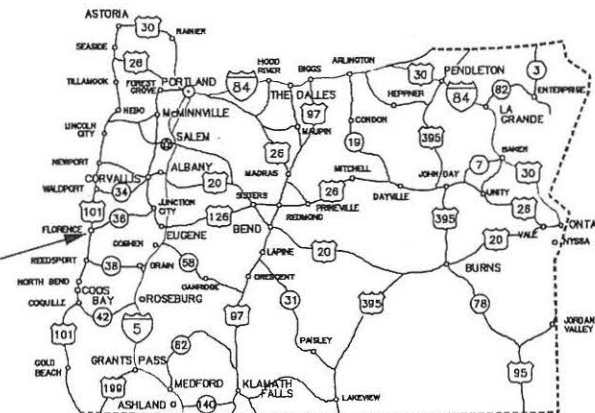 ASTORIA
30
RAINIER
SEASIDE
26
TILLAMOOK
FOREST
GROVE
PORTLAND
84
HOOD
RIVER
BIGGS
THE DALLES
ARLINGTON
30
PENDLETON
3
HEPPNER
84
82
ENTERPRISE
LA
GRANDE
HEBO
McMINNVILLE
97
MAUPIN
CONDON
395
LINCOLN
CITY
SALEM
26
19
BAKER
7
30
NEWPORT
CORVALLIS
ALBANY
MADRAS
MITCHELL
JOHN DAY
WALDPORT
34
20
SISTERS
26
PRINEVILLE
DAYVILLE
UNITY
26
101
36
JUNCTION
CITY
126
REDMOND
395
ONTA
FLORENCE
EUGENE
BEND
20
20
VALE
NYSSA
GOSHEN
REEDSPORT
38
DRAIN
58
LAPINE
BURNS
NORTH BEND
OAKRIDGE
CRESCENT
COOS
BAY
COQUILLE
42
ROSEBURG
97
31
395
78
101
5
62
PAISLEY
JORDAN
VALLEY
GOLD
BEACH
GRANTS PASS
95
199
MEDFORD
KLAMATH
FALLS
LAKEVIEW
ASHLAND
140